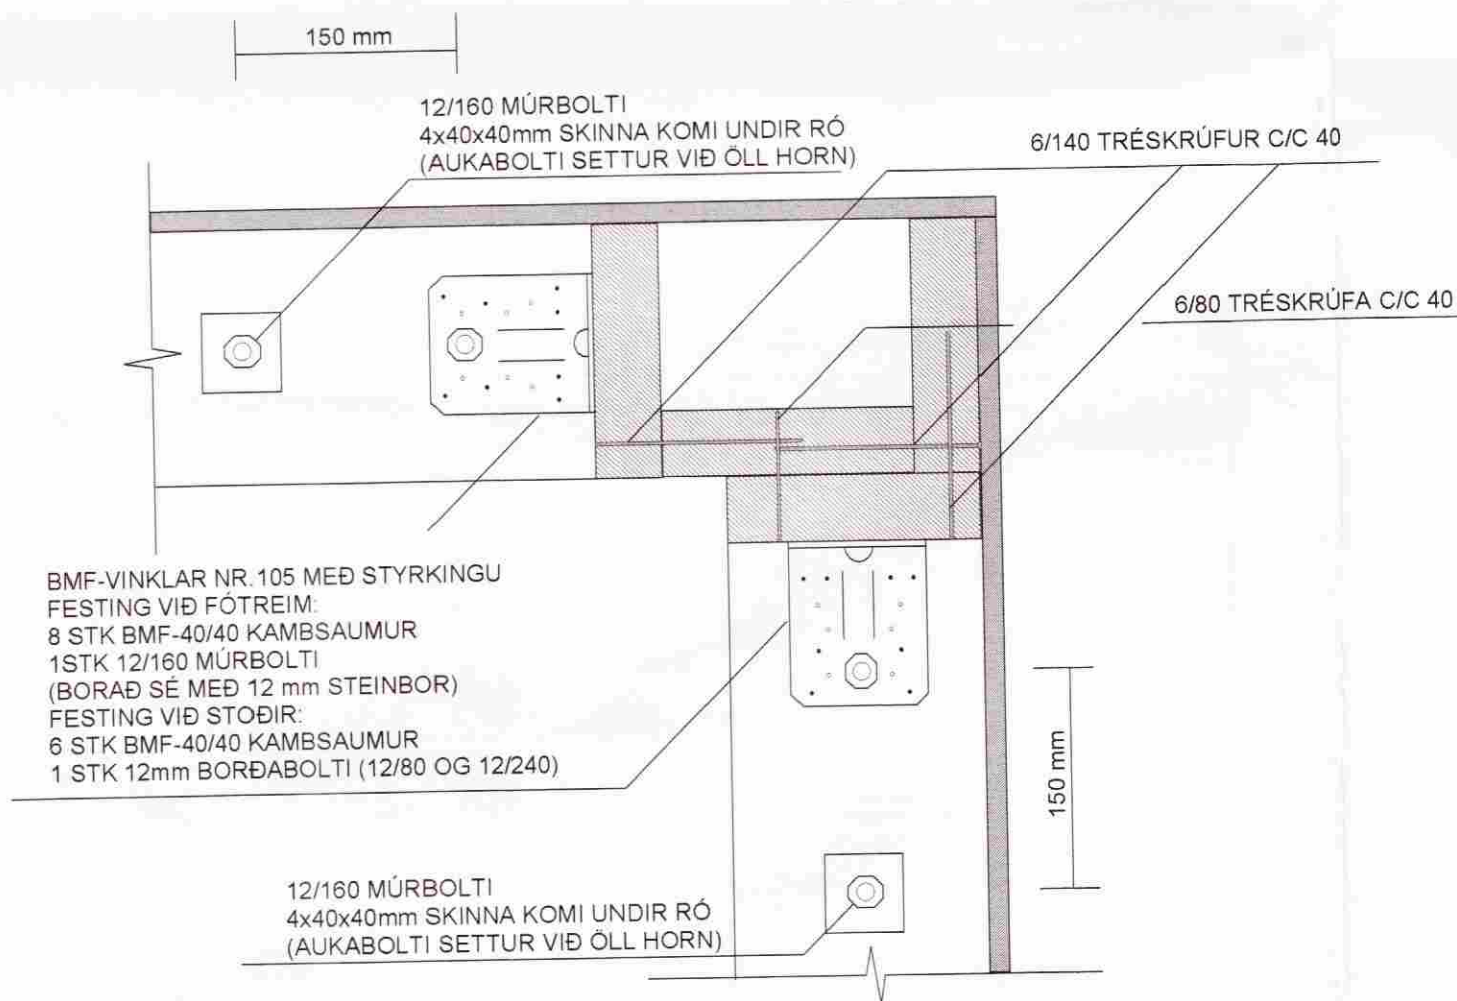 150 mm
12/160 MÚRBOLTI
4x40x40mm SKINNA KOMI UNDIR RÓ
(AUKABOLTI SETTUR VIÐ ÖLL HORN)
6/140 TRÉSKRÚFUR C/C 40
6/80 TRÉSKRÚFA C/C 40
BMF-VINKLAR NR.105 MEÐ STYRKINGU
FESTING VIÐ FÓTREIM:
8 STK BMF-40/40 KAMBSAUMUR
1STK 12/160 MÚRBOLTI
(BORAÐ SÉ MEÐ 12 mm STEINBOR)
FESTING VIÐ STOÐIR:
6 STK BMF-40/40 KAMBSAUMUR
1 STK 12mm BORÐABOLTI (12/80 OG 12/240)
150 mm
12/160 MÚRBOLTI
4x40x40mm SKINNA KOMI UNDIR RÓ
(AUKABOLTI SETTUR VIÐ ÖLL HORN)